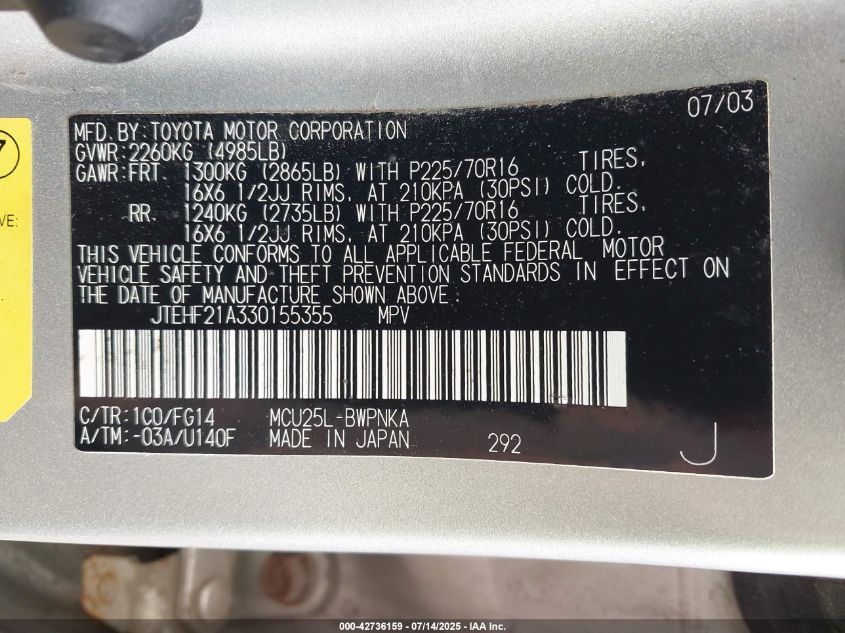 07/03
MFD. BY: TOYOTA MOTOR CORPORATION
GVWR: 2260KG (4985LB)
GAWR: FRT 1300KG (2865LB) WITH P225/70R16 TIRES,
16X6 1/2JJ RIMS, AT 210KPA (30PSI) COLD.
RR. 1240KG (2735LB) WITH P225/70R16 TIRES,
16X6 1/2JJ RIMS, AT 210KPA (30PSI) COLD.
THIS VEHICLE CONFORMS TO ALL APPLICABLE FEDERAL MOTOR
VEHICLE SAFETY AND THEFT PREVENTION STANDARDS IN EFFECT ON
THE DATE OF MANUFACTURE SHOWN ABOVE.
JTEHF21A330155355 MPV
C/TR: 1C0/FG14 MCU25L-BWPNKA
A/TM: -03A/U140F MADE IN JAPAN 292 J
7
VE:
000-42736159 - 07/14/2025 - IAA Inc.